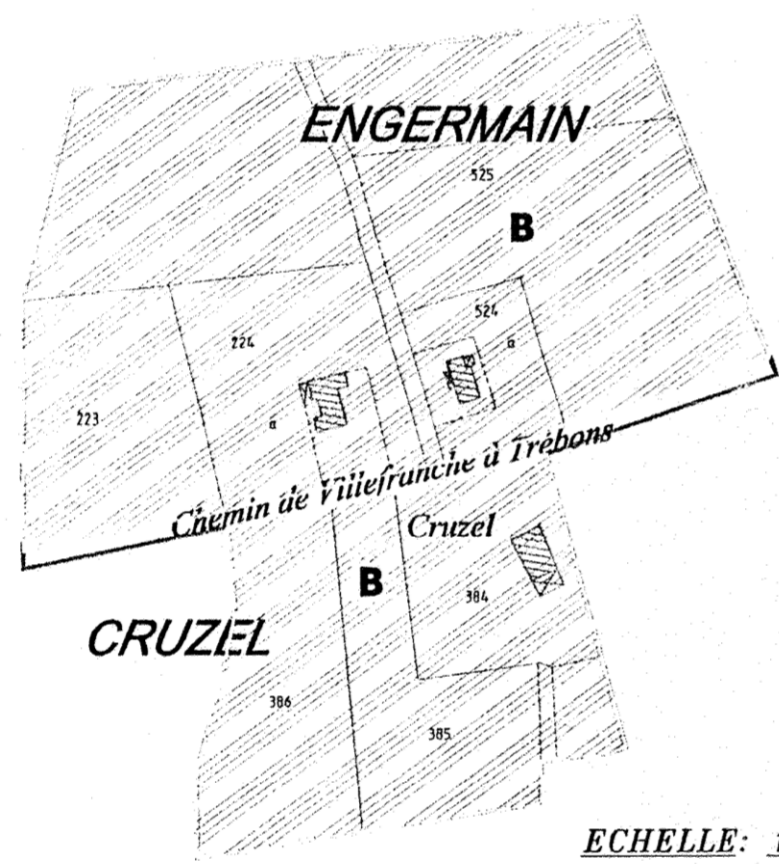 ENGERMAIN
525
B
524
224
a
223
a
Chemin de Villefranche à Trébons
Cruzel
B
384
CRUZEL
386
385
ECHELLE: